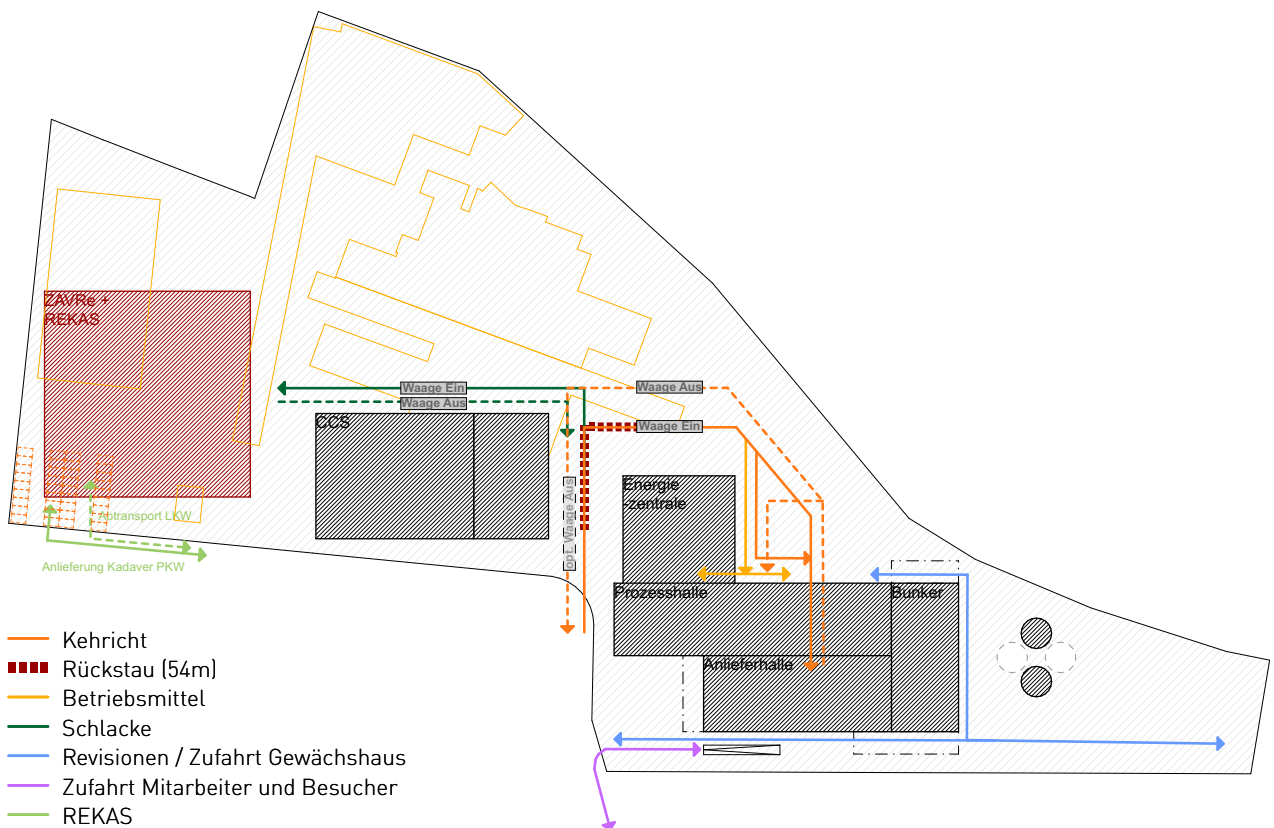 ZAVRe +
REKAS
Waage Ein
Waage Aus
Waage Aus
Waage Ein
CCS
opt. Waage Aus
Energie
-zentrale
Abtransport LKW
Anlieferung Kadaver PKW
Prozesshalle
Bunker
Anlieferhalle
Kehricht
Rückstau (54m)
Betriebsmittel
Schlacke
Revisionen / Zufahrt Gewächshaus
Zufahrt Mitarbeiter und Besucher
REKAS